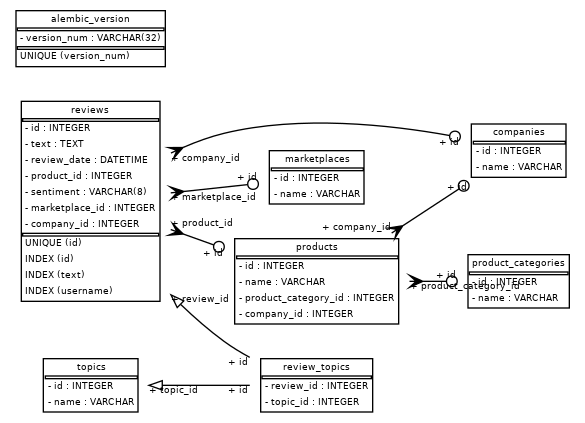 alembic_version
- version_num : VARCHAR(32)
UNIQUE (version_num)
reviews
- id : INTEGER
- text : TEXT
- review_date : DATETIME
- product_id : INTEGER
- sentiment : VARCHAR(8)
- marketplace_id : INTEGER
- company_id : INTEGER
UNIQUE (id)
INDEX (id)
INDEX (text)
INDEX (username)
+ company_id
+ id
companies
- id : INTEGER
- name : VARCHAR
marketplaces
- id : INTEGER
- name : VARCHAR
+ id
+ marketplace_id
+ id
+ product_id
+ id
+ company_id
products
- id : INTEGER
- name : VARCHAR
- product_category_id : INTEGER
- company_id : INTEGER
product_categories
- id : INTEGER
- name : VARCHAR
+ id
+ product_category_id
+ review_id
+ id
topics
- id : INTEGER
- name : VARCHAR
+ topic_id
+ id
review_topics
- review_id : INTEGER
- topic_id : INTEGER